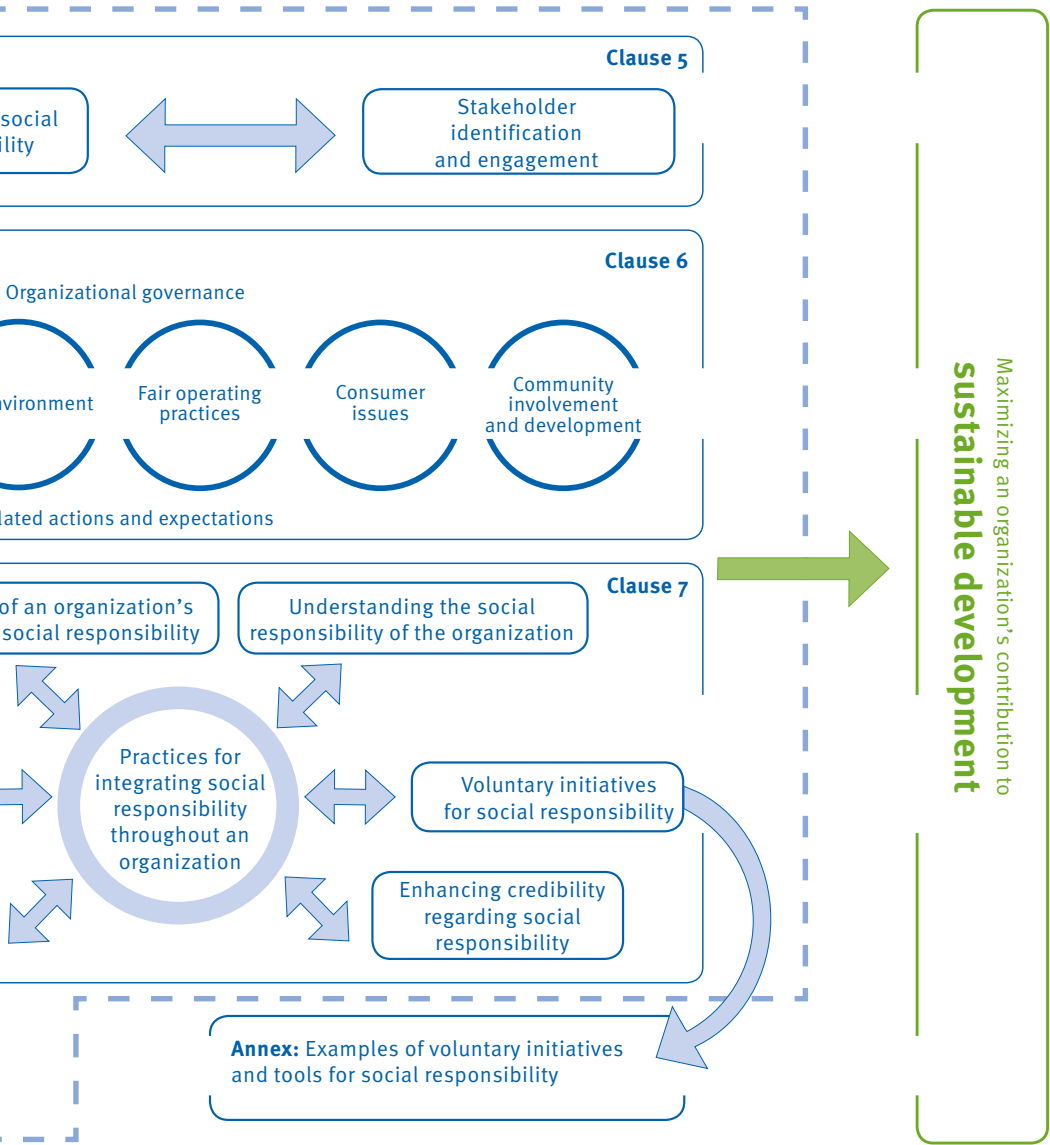 Clause 5
social
ility
Stakeholder
identification
and engagement
Clause 6
Organizational governance
nvironment
Fair operating
practices
Consumer
issues
Community
involvement
and development
lated actions and expectations
Clause 7
of an organization’s
social responsibility
Understanding the social
responsibility of the organization
Practices for
integrating social
responsibility
throughout an
organization
Voluntary initiatives
for social responsibility
Enhancing credibility
regarding social
responsibility
Annex: Examples of voluntary initiatives
and tools for social responsibility
Maximizing an organization’s contribution to
sustainable development